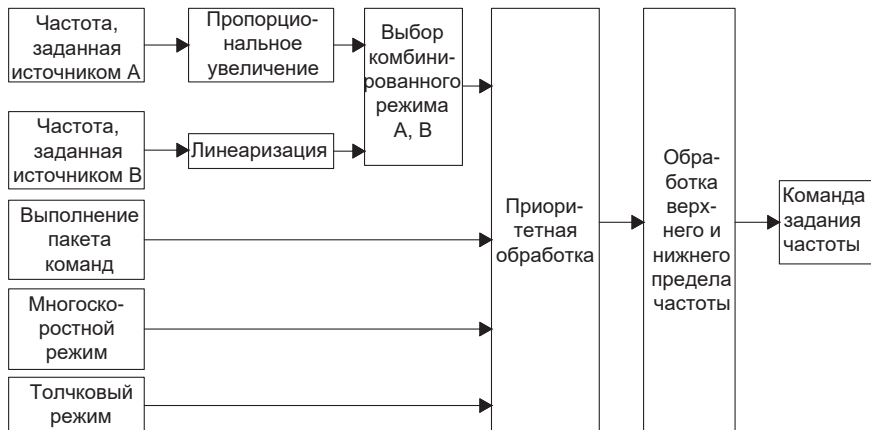 Частота,
заданная
источником А
Пропорцио-
нальное
увеличение
Выбор
комбини-
рованного
режима
А, В
Частота,
заданная
источником В
Линеаризация
Выполнение
пакета
команд
Многоско-
ростной
режим
Толчковый
режим
Приори-
тетная
обработка
Обра-
ботка
верх-
него и
нижнего
предела
частоты
Команда
задания
частоты